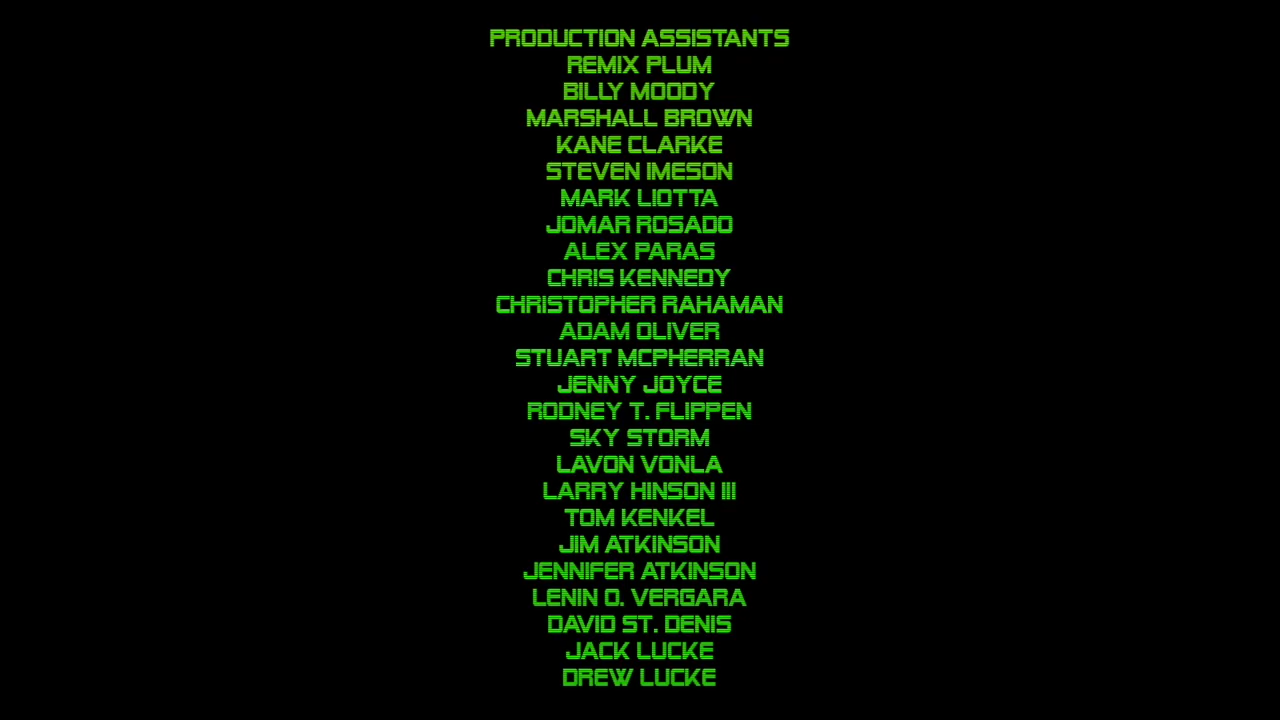 PRODUCTION ASSISTANTS
REMIX PLUM
BILLY MOODY
MARSHALL BROWN
KANE CLARKE
STEVEN IMESON
MARK LIOTTA
JOMAR ROSADO
ALEX PARAS
CHRIS KENNEDY
CHRISTOPHER RAHAMAN
ADAM OLIVER
STUART MCPHERRAN
JENNY JOYCE
RODNEY T. FLIPPEN
SKY STORM
LAVON VONLA
LARRY HINSON III
TOM KENKEL
JIM ATKINSON
JENNIFER ATKINSON
LENIN O. VERGARA
DAVID ST. DENIS
JACK LUCKE
DREW LUCKE